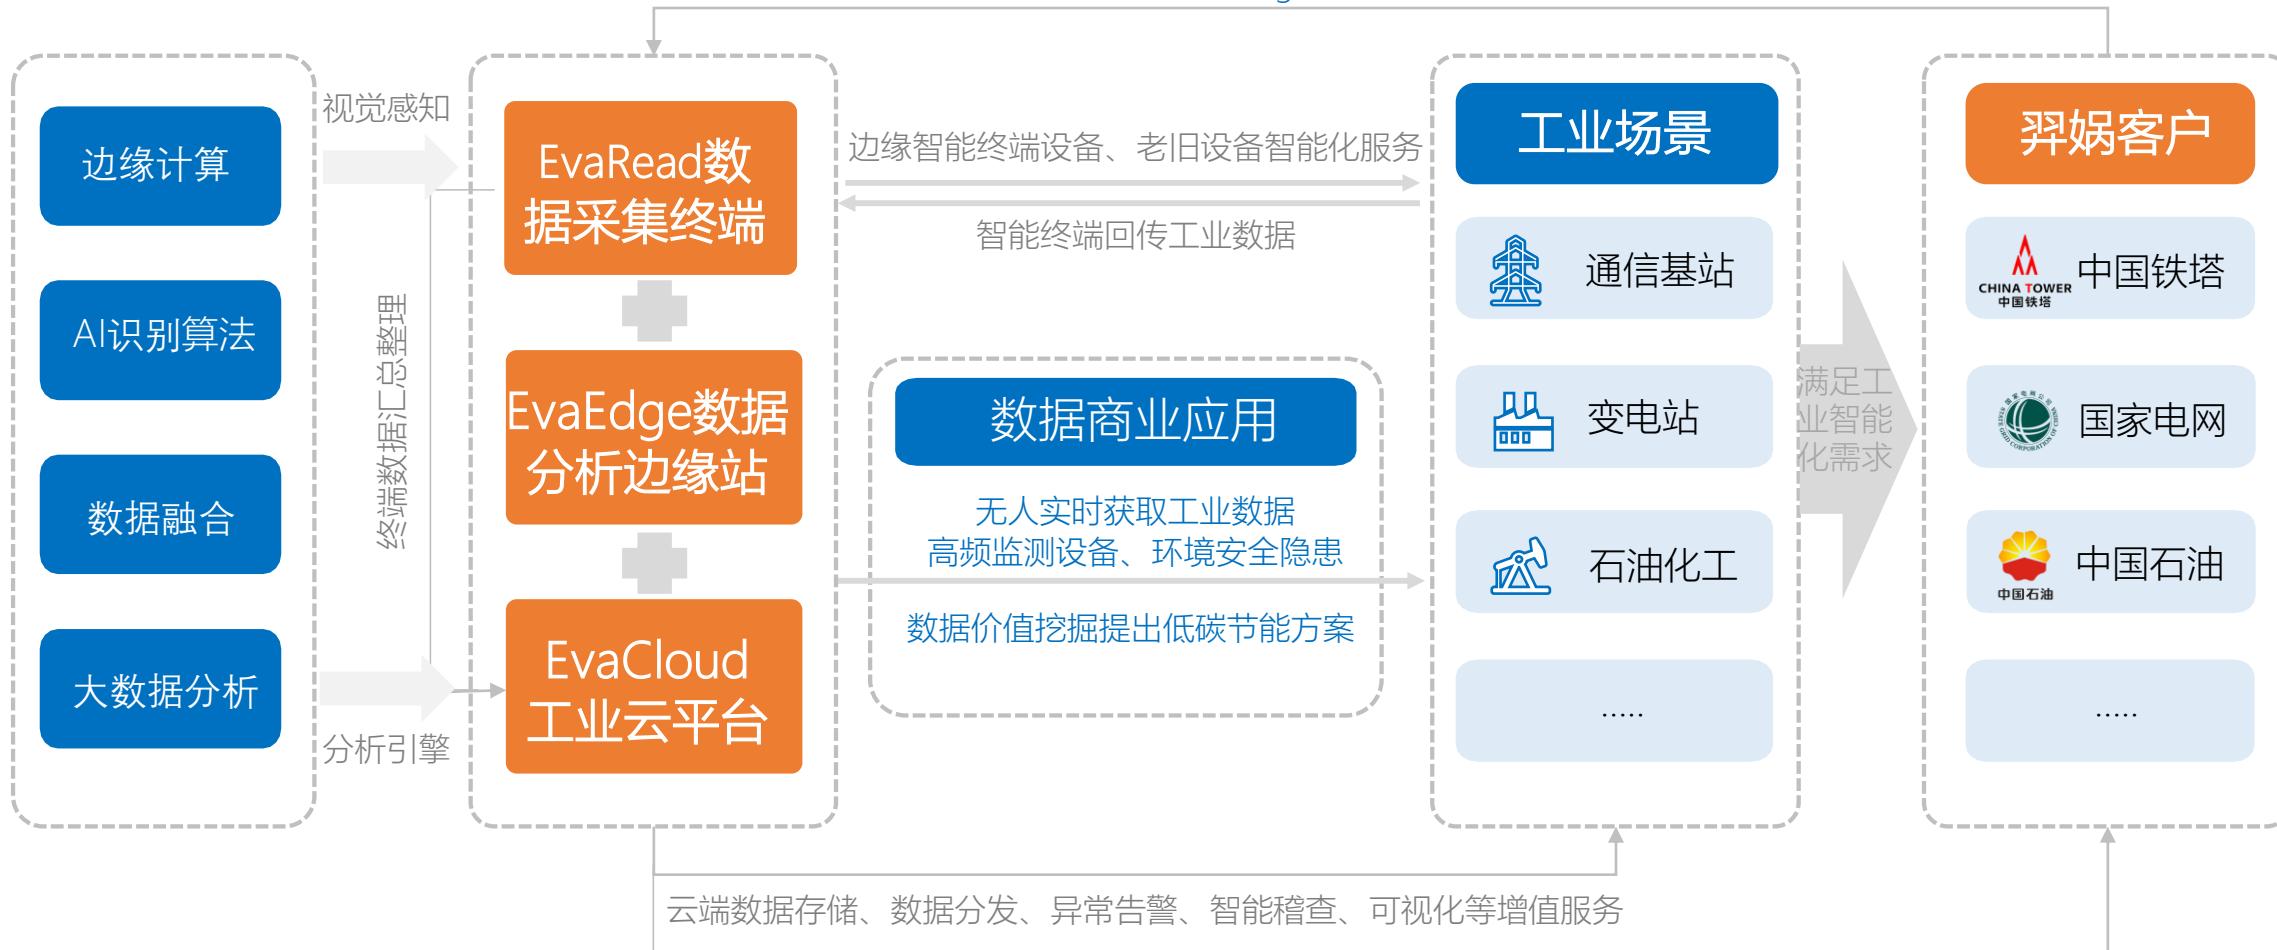 边缘计算
AI识别算法
数据融合
大数据分析
视觉感知
终端数据汇总整理
分析引擎
EvaRead数
据采集终端
EvaEdge数据
分析边缘站
EvaCloud
工业云平台
边缘智能终端设备、老旧设备智能化服务
智能终端回传工业数据
数据商业应用
无人实时获取工业数据
高频监测设备、环境安全隐患
数据价值挖掘提出低碳节能方案
工业场景
通信基站
变电站
石油化工
.....
满足工
业智能
化需求
羿娲客户
CHINA TOWER
中国铁塔
中国铁塔
国家电网公司
STATE GRID CORPORATION OF CHINA
国家电网
中国石油
中国石油
.....
云端数据存储、数据分发、异常告警、智能稽查、可视化等增值服务